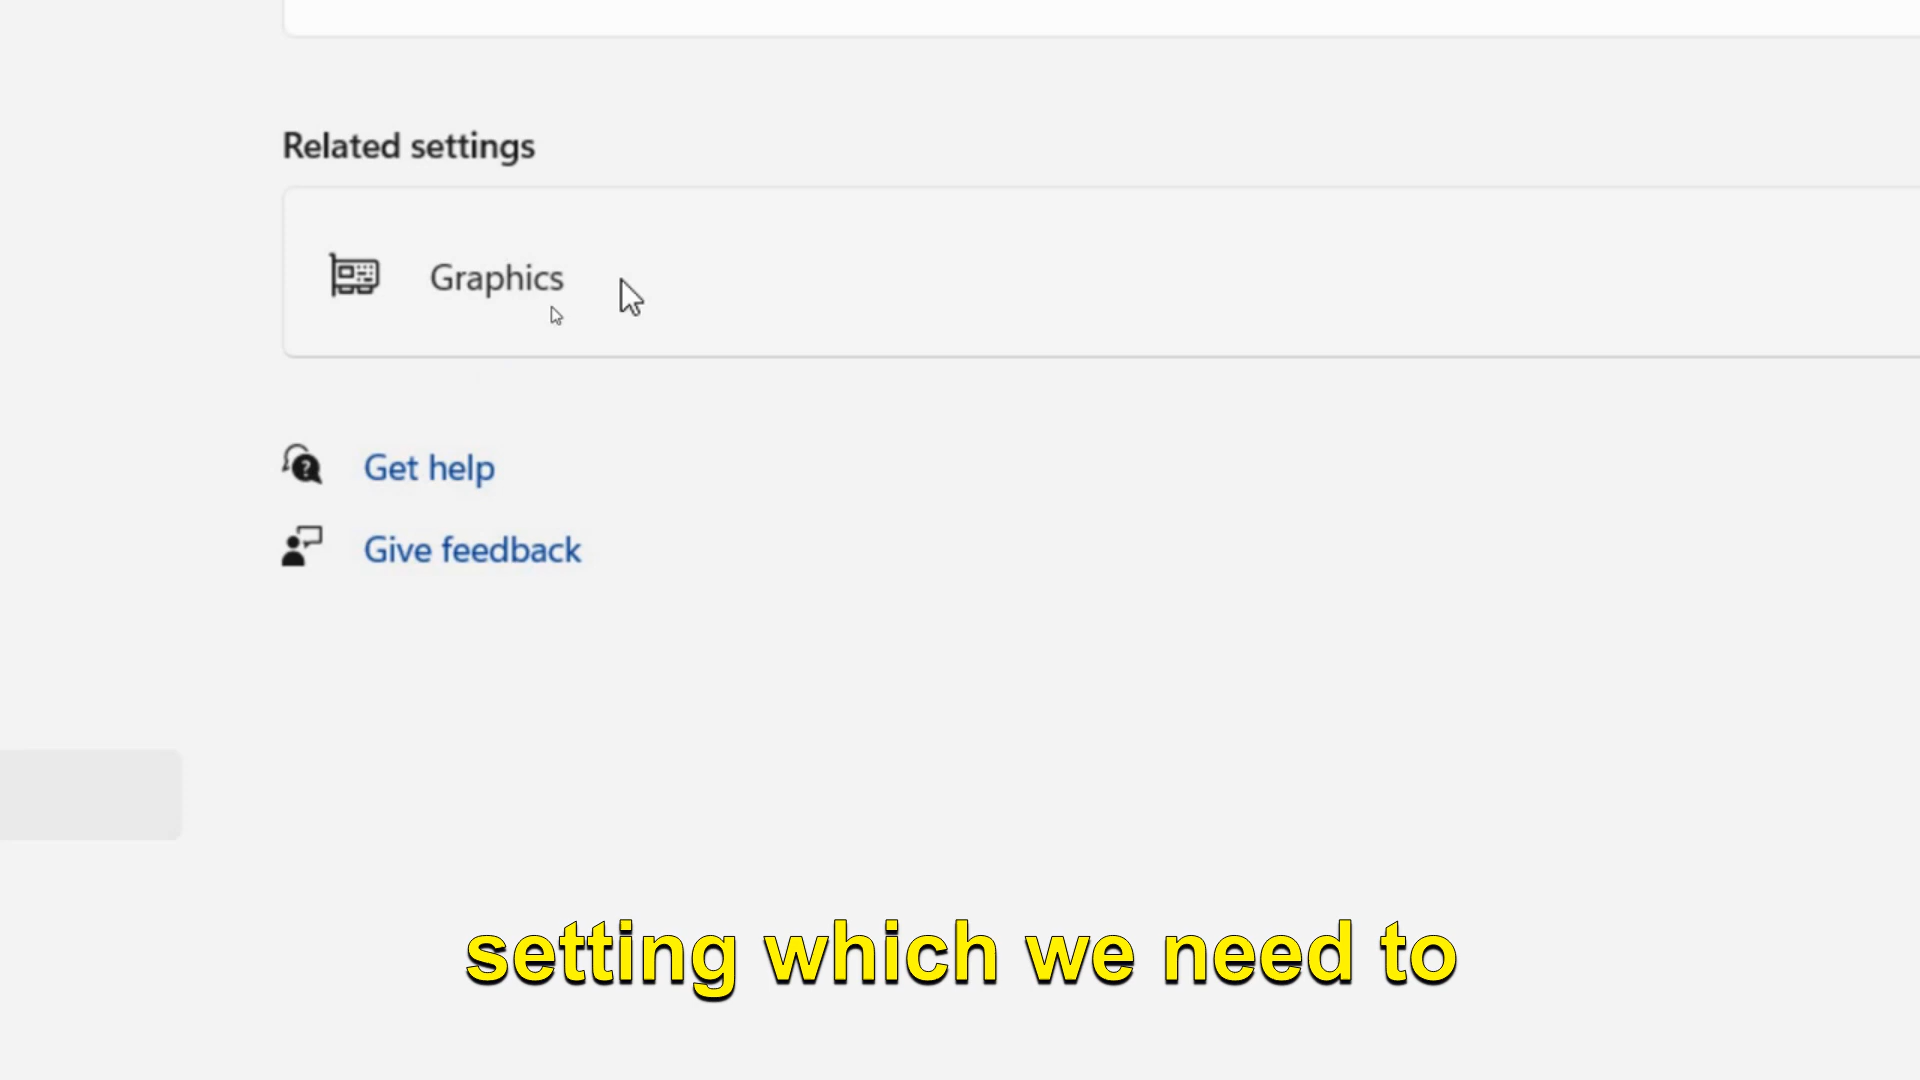 Related settings
Graphics
Get help
Give feedback
setting which we need to